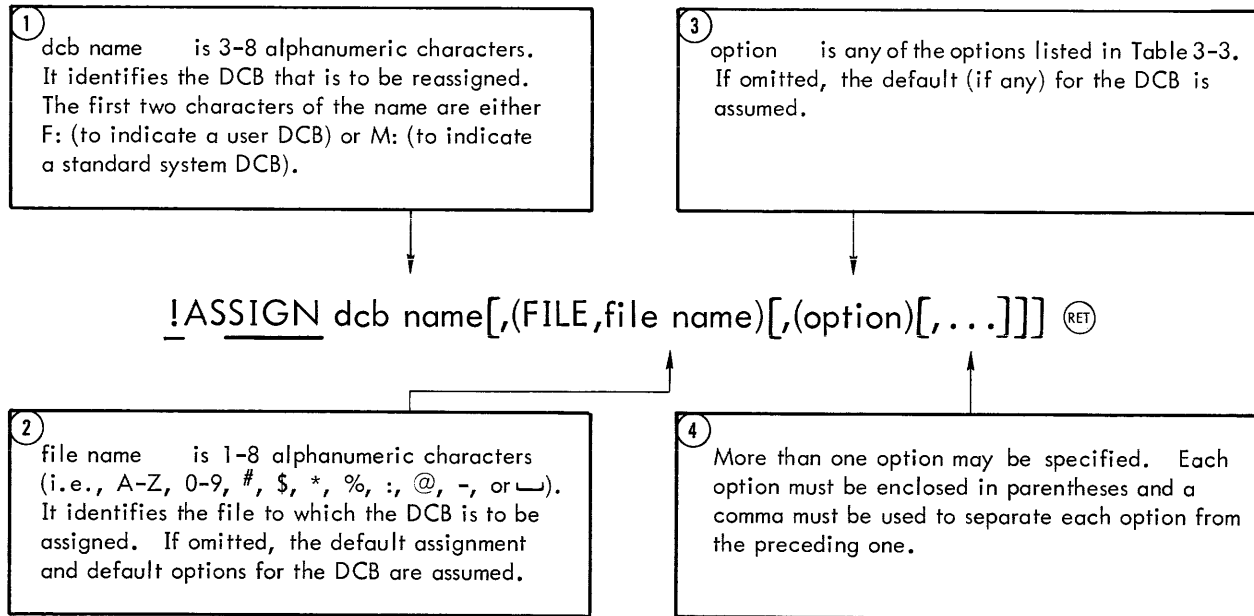 1
dcb name is 3-8 alphanumeric characters.
It identifies the DCB that is to be reassigned.
The first two characters of the name are either
F: (to indicate a user DCB) or M: (to indicate
a standard system DCB).
3
option is any of the options listed in Table 3-3.
If omitted, the default (if any) for the DCB is
assumed.
!ASSIGN dcb name[,(FILE,file name)[,(option)[,...]]] RET
2
file name is 1-8 alphanumeric characters
(i.e., A-Z, 0-9, #, $, *, %, :, @, -, or ⎵).
It identifies the file to which the DCB is to be
assigned. If omitted, the default assignment
and default options for the DCB are assumed.
4
More than one option may be specified. Each
option must be enclosed in parentheses and a
comma must be used to separate each option from
the preceding one.